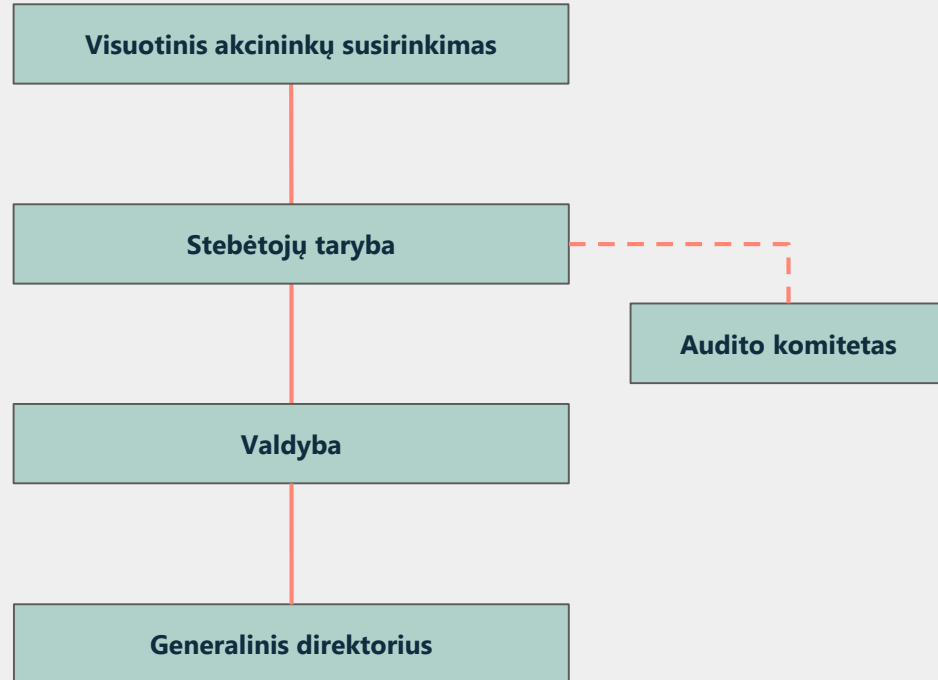 Visuotinis akcininkų susirinkimas
Stebėtojų taryba
Audito komitetas
Valdyba
Generalinis direktorius